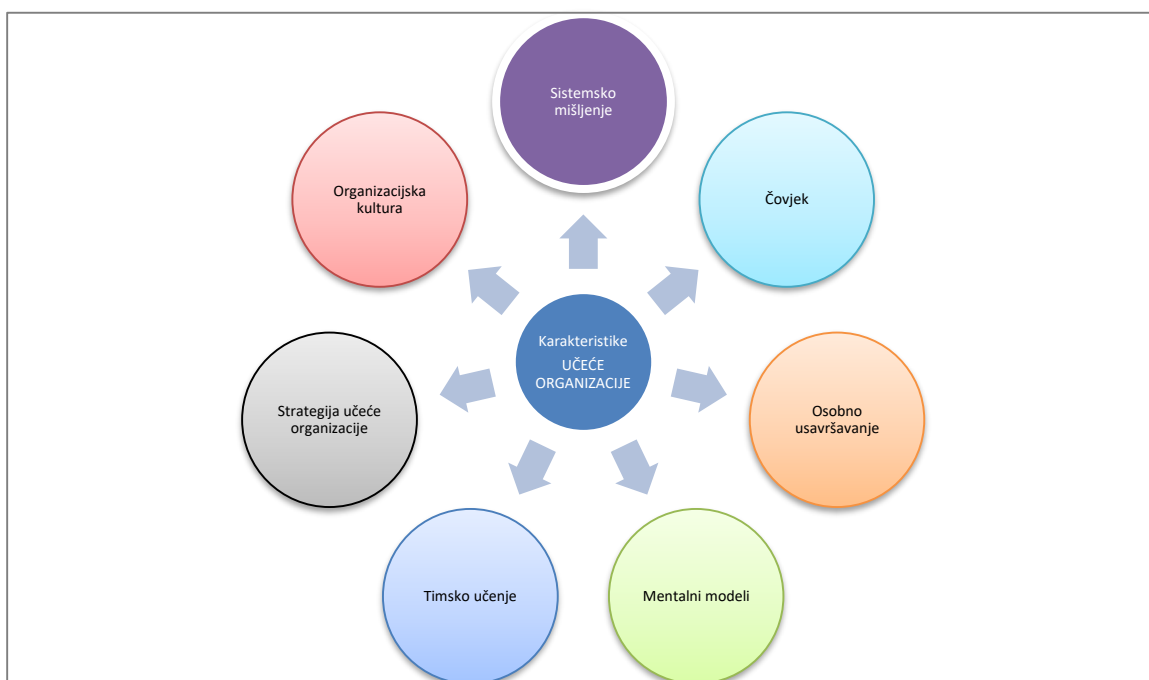 Sistemsko
mišljenje
Čovjek
Osobno
usavršavanje
Mentalni modeli
Timsko učenje
Strategija učeće
organizacije
Organizacijska
kultura
Karakteristike
UČEĆE
ORGANIZACIJE